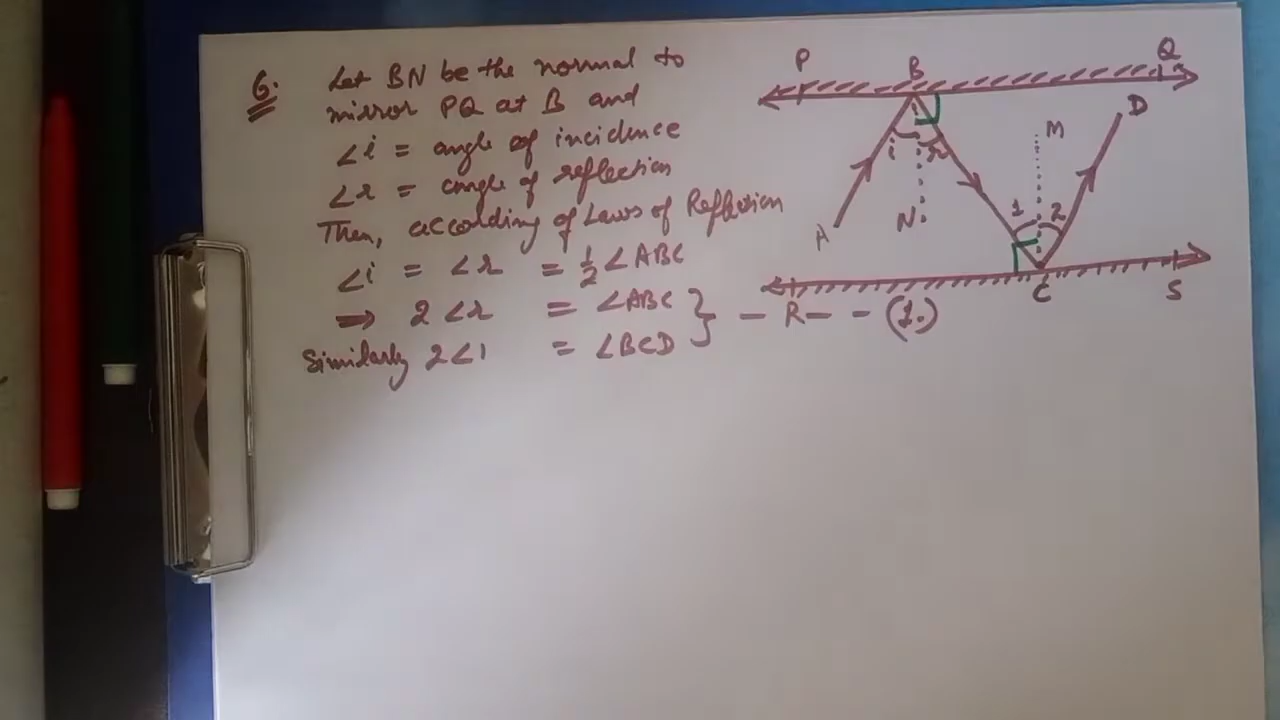 6. Let BN be the normal to
mirror PQ at B and
∠i = angle of incidence
∠r = angle of reflection
Then, according of Laws of Reflection
∠i = ∠r = 1/2 ∠ABC
⇒ 2∠r = ∠ABC
Similarly 2∠1 = ∠BCD } - - - (1.)
P B Q
D
M
i r
A N 1 2
R C S